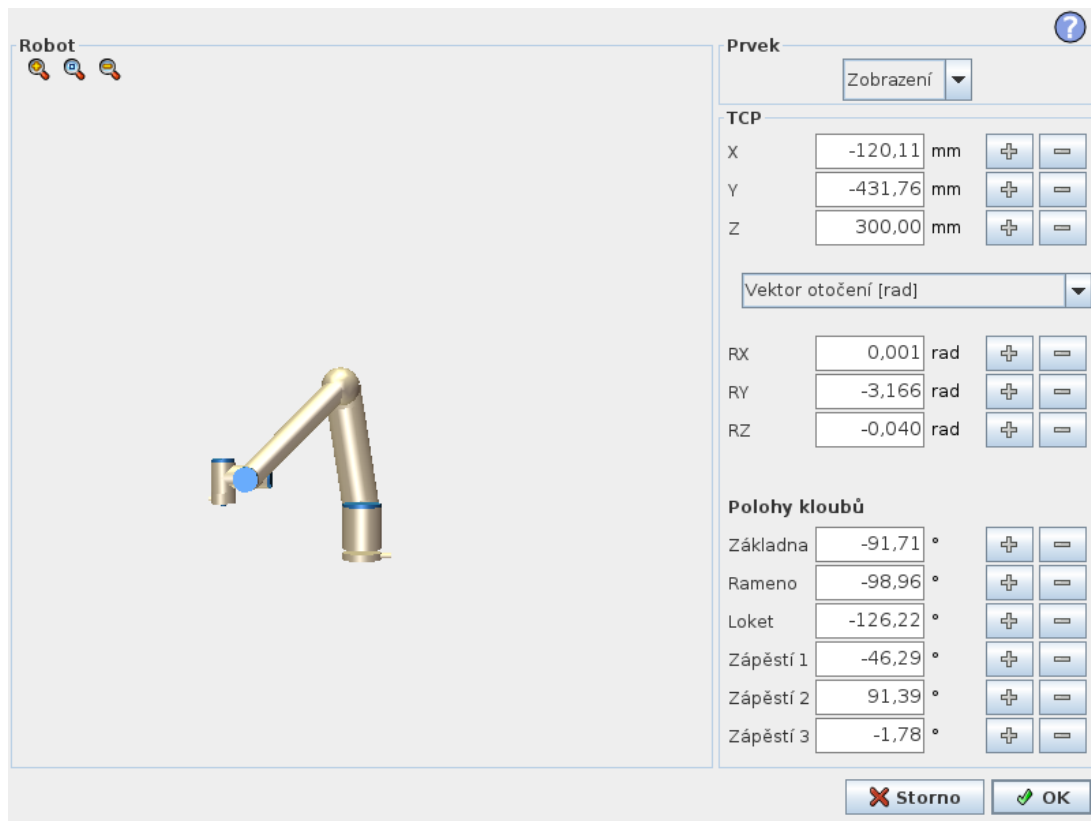 Robot
Prvek
Zobrazení
TCP
X -120,11 mm
Y -431,76 mm
Z 300,00 mm
Vektor otočení [rad]
RX 0,001 rad
RY -3,166 rad
RZ -0,040 rad
Polohy kloubů
Základna -91,71 °
Rameno -98,96 °
Loket -126,22 °
Zápěstí 1 -46,29 °
Zápěstí 2 91,39 °
Zápěstí 3 -1,78 °
Storno OK